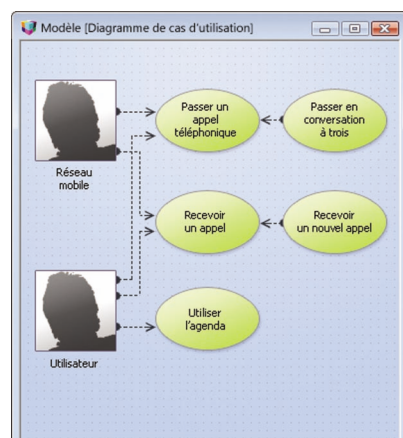 Modèle [Diagramme de cas d'utilisation]
Passer un
appel
téléphonique
Passer en
conversation
à trois
Réseau
mobile
Recevoir
un appel
Recevoir
un nouvel appel
Utiliser
l'agenda
Utilisateur